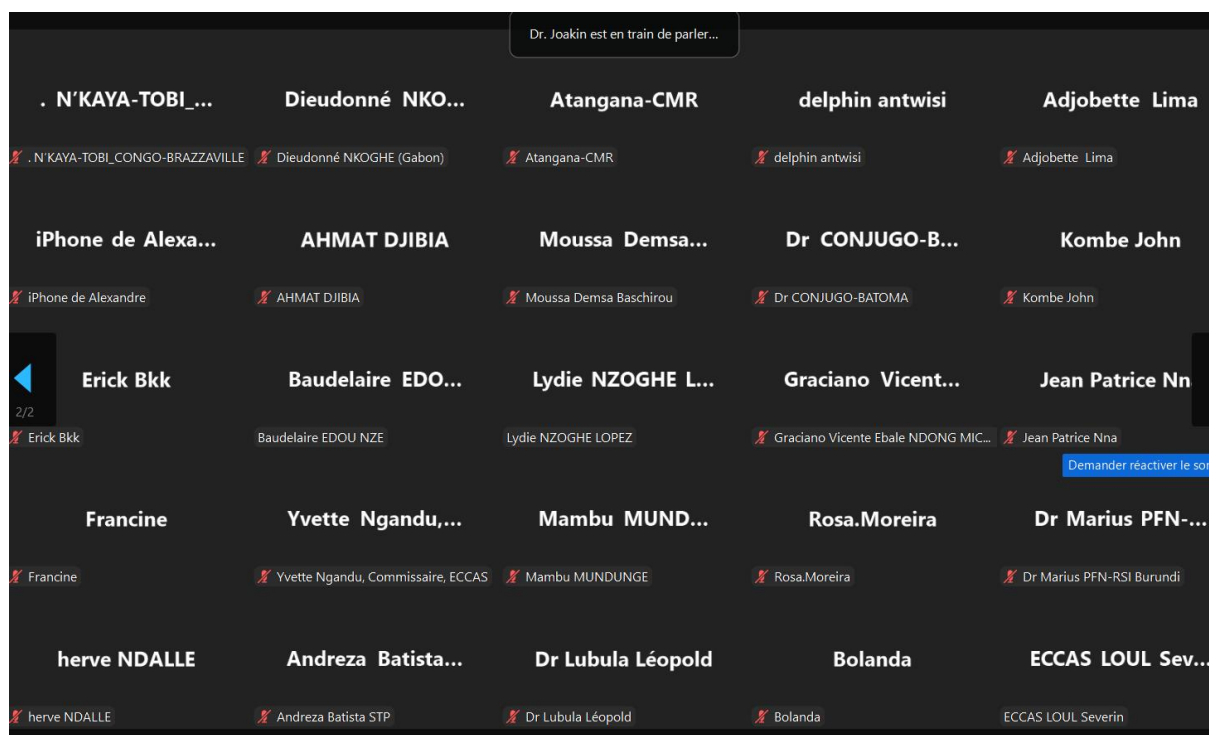 Dr. Joakin est en train de parler...
. N'KAYA-TOBI_... Dieudonné NKO... Atangana-CMR delphin antwisi Adjobette Lima
. N'KAYA-TOBI_CONGO-BRAZZAVILLE Dieudonné NKOGHE (Gabon) Atangana-CMR delphin antwisi Adjobette Lima
iPhone de Alexa... AHMAT DJIBIA Moussa Demsa... Dr CONJUGO-B... Kombe John
iPhone de Alexandre AHMAT DJIBIA Moussa Demsa Baschirou Dr CONJUGO-BATOMA Kombe John
Erick Bkk Baudelaire EDO... Lydie NZOGHE L... Graciano Vicent... Jean Patrice Nn
2/2
Erick Bkk Baudelaire EDOU NZE Lydie NZOGHE LOPEZ Graciano Vicente Ebale NDONG MIC... Jean Patrice Nna
Demander réactiver le son
Francine Yvette Ngandu,... Mambu MUND... Rosa.Moreira Dr Marius PFN-...
Francine Yvette Ngandu, Commissaire, ECCAS Mambu MUNDUNGE Rosa.Moreira Dr Marius PFN-RSI Burundi
herve NDALLE Andreza Batista... Dr Lubula Léopold Bolanda ECCAS LOUL Sev...
herve NDALLE Andreza Batista STP Dr Lubula Léopold Bolanda ECCAS LOUL Severin